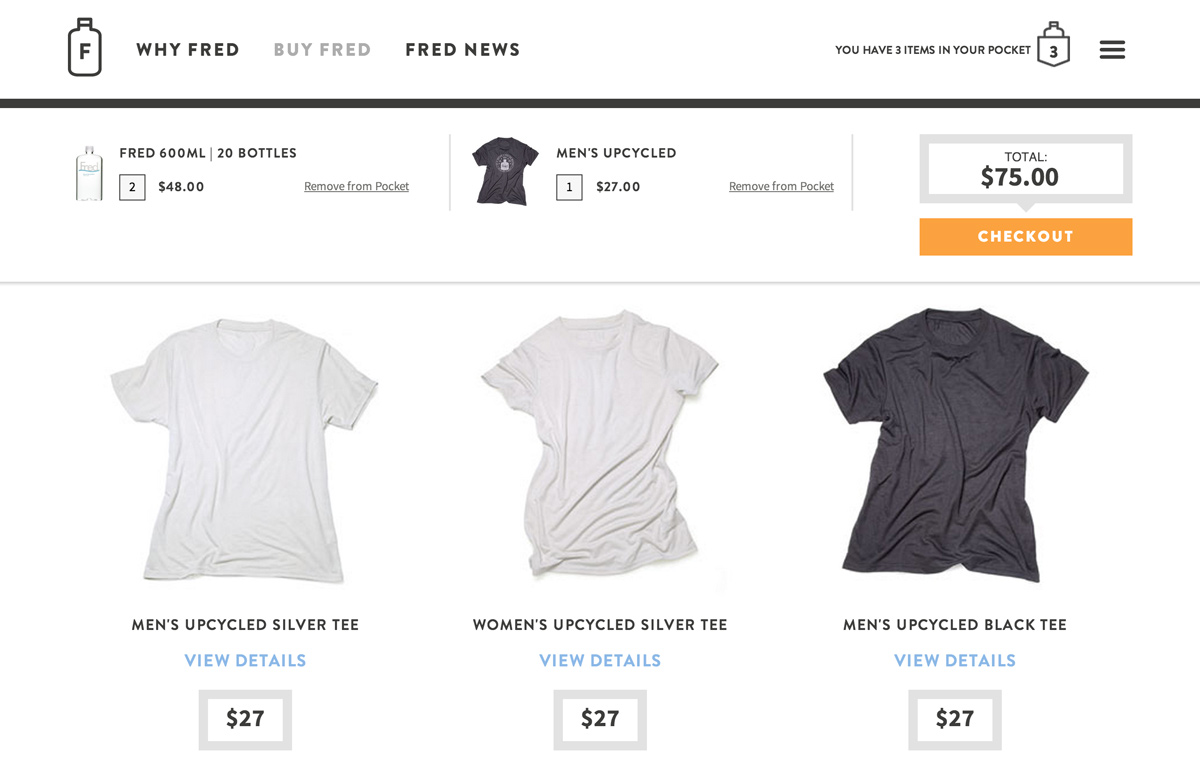 F
WHY FRED
BUY FRED
FRED NEWS
YOU HAVE 3 ITEMS IN YOUR POCKET
3
FRED 600ML | 20 BOTTLES
2
$48.00
Remove from Pocket
Fred
MEN'S UPCYCLED
1
$27.00
Remove from Pocket
TOTAL:
$75.00
CHECKOUT
MEN'S UPCYCLED SILVER TEE
VIEW DETAILS
$27
WOMEN'S UPCYCLED SILVER TEE
VIEW DETAILS
$27
MEN'S UPCYCLED BLACK TEE
VIEW DETAILS
$27